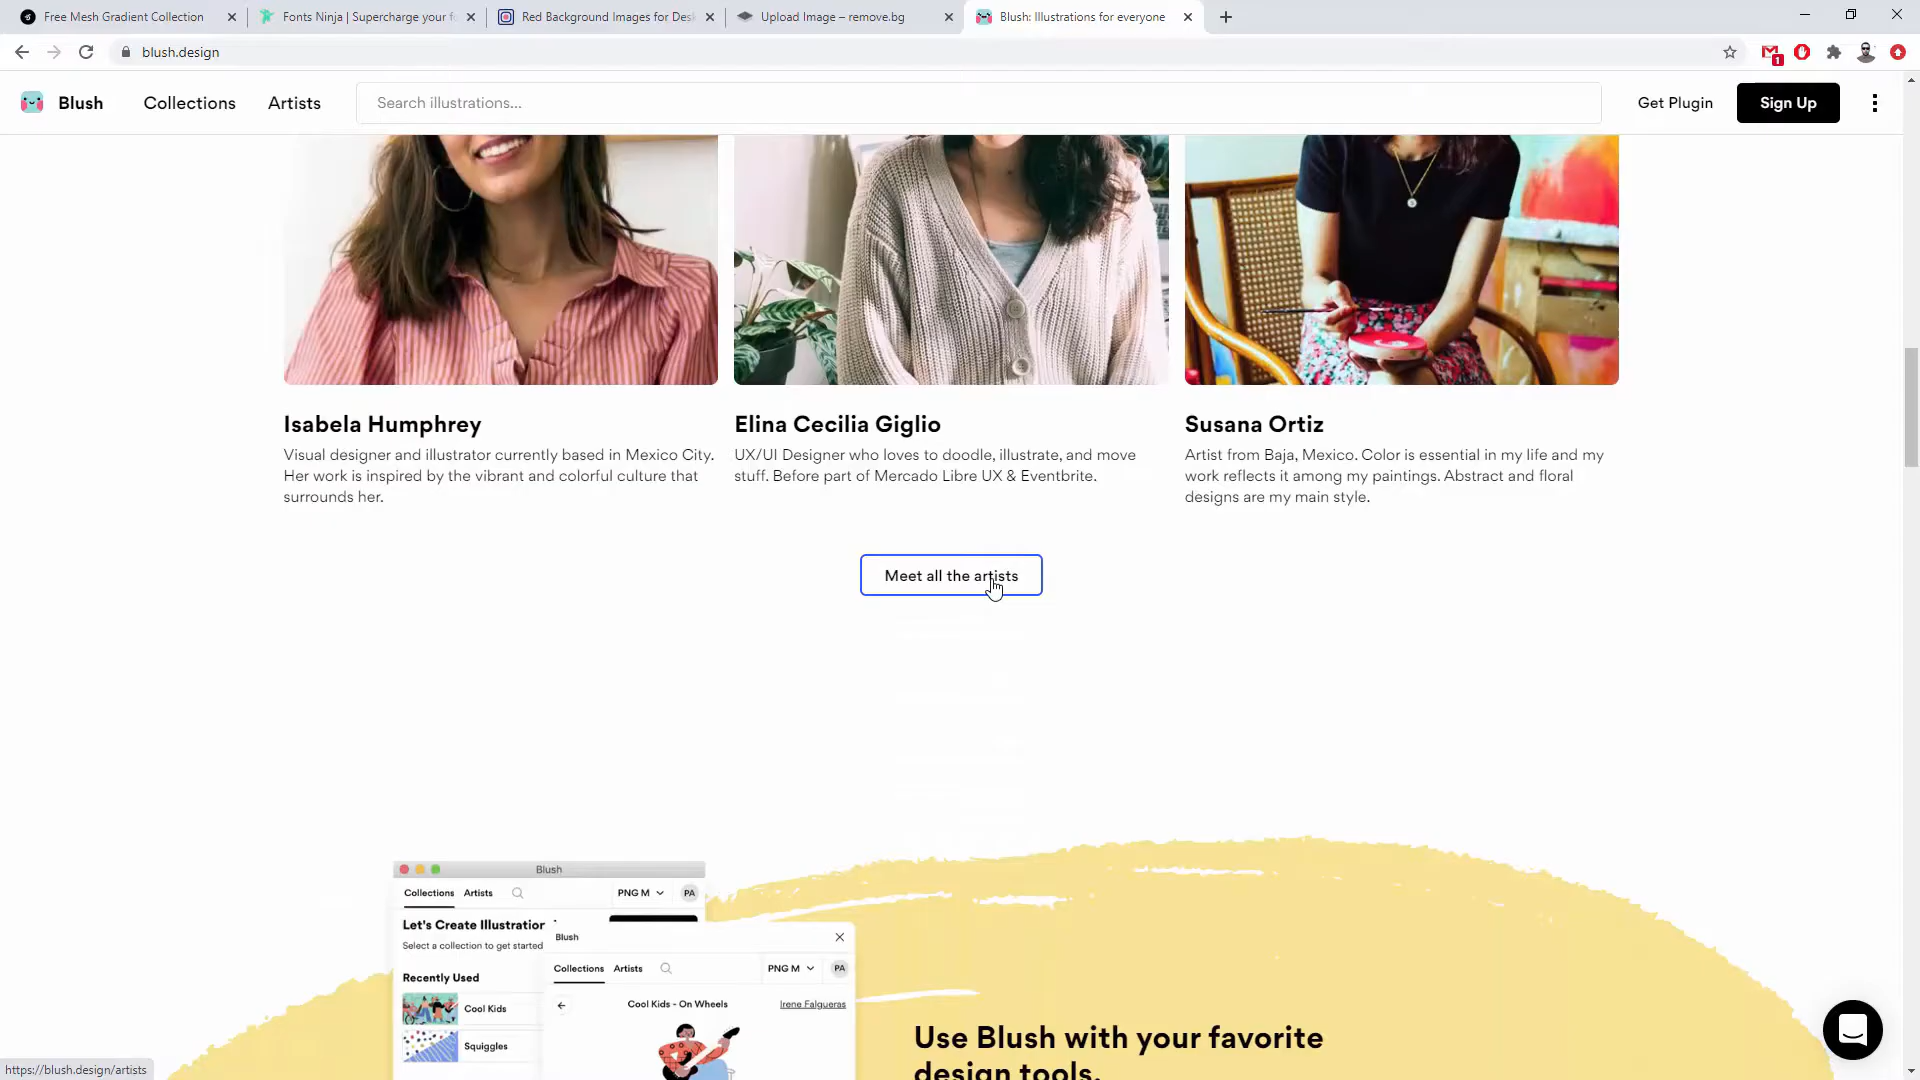 Free Mesh Gradient Collection
Fonts Ninja | Supercharge your f
Red Background Images for Des
Upload Image – remove.bg
Blush: Illustrations for everyone
blush.design
1
Blush
Collections
Artists
Search illustrations...
Get Plugin
Sign Up
Isabela Humphrey
Visual designer and illustrator currently based in Mexico City.
Her work is inspired by the vibrant and colorful culture that
surrounds her.
Elina Cecilia Giglio
UX/UI Designer who loves to doodle, illustrate, and move
stuff. Before part of Mercado Libre UX & Eventbrite.
Susana Ortiz
Artist from Baja, Mexico. Color is essential in my life and my
work reflects it among my paintings. Abstract and floral
designs are my main style.
Meet all the artists
Blush
Collections Artists PNG M PA
Let's Create Illustration
Select a collection to get started
Recently Used
Cool Kids
Squiggles
Blush
Collections Artists PNG M PA
Cool Kids - On Wheels Irene Falgueras
Use Blush with your favorite
design tools.
https://blush.design/artists